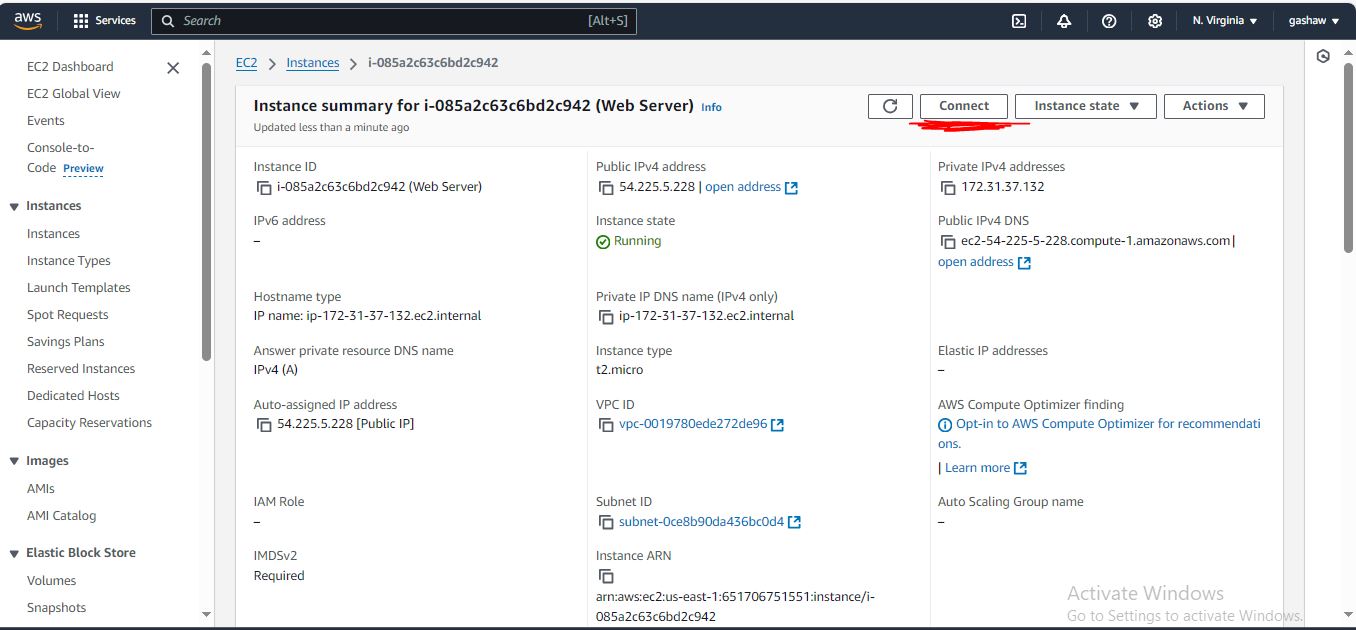 aws
Services
Search
[Alt+S]
N. Virginia
gashaw
EC2 Dashboard
EC2 Global View
Events
Console-to-
Code Preview
Instances
Instances
Instance Types
Launch Templates
Spot Requests
Savings Plans
Reserved Instances
Dedicated Hosts
Capacity Reservations
Images
AMIs
AMI Catalog
Elastic Block Store
Volumes
Snapshots
EC2 > Instances > i-085a2c63c6bd2c942
Instance summary for i-085a2c63c6bd2c942 (Web Server) Info
Updated less than a minute ago
Connect
Instance state
Actions
Instance ID
i-085a2c63c6bd2c942 (Web Server)
Public IPv4 address
54.225.5.228 | open address
Private IPv4 addresses
172.31.37.132
IPv6 address
–
Instance state
Running
Public IPv4 DNS
ec2-54-225-5-228.compute-1.amazonaws.com |
open address
Hostname type
IP name: ip-172-31-37-132.ec2.internal
Private IP DNS name (IPv4 only)
ip-172-31-37-132.ec2.internal
Answer private resource DNS name
IPv4 (A)
Instance type
t2.micro
Elastic IP addresses
–
Auto-assigned IP address
54.225.5.228 [Public IP]
VPC ID
vpc-0019780ede272de96
AWS Compute Optimizer finding
Opt-in to AWS Compute Optimizer for recommendati
ons.
| Learn more
IAM Role
–
Subnet ID
subnet-0ce8b90da436bc0d4
Auto Scaling Group name
–
IMDSv2
Required
Instance ARN
arn:aws:ec2:us-east-1:651706751551:instance/i-
085a2c63c6bd2c942
Activate Windows
Go to Settings to activate Windows.